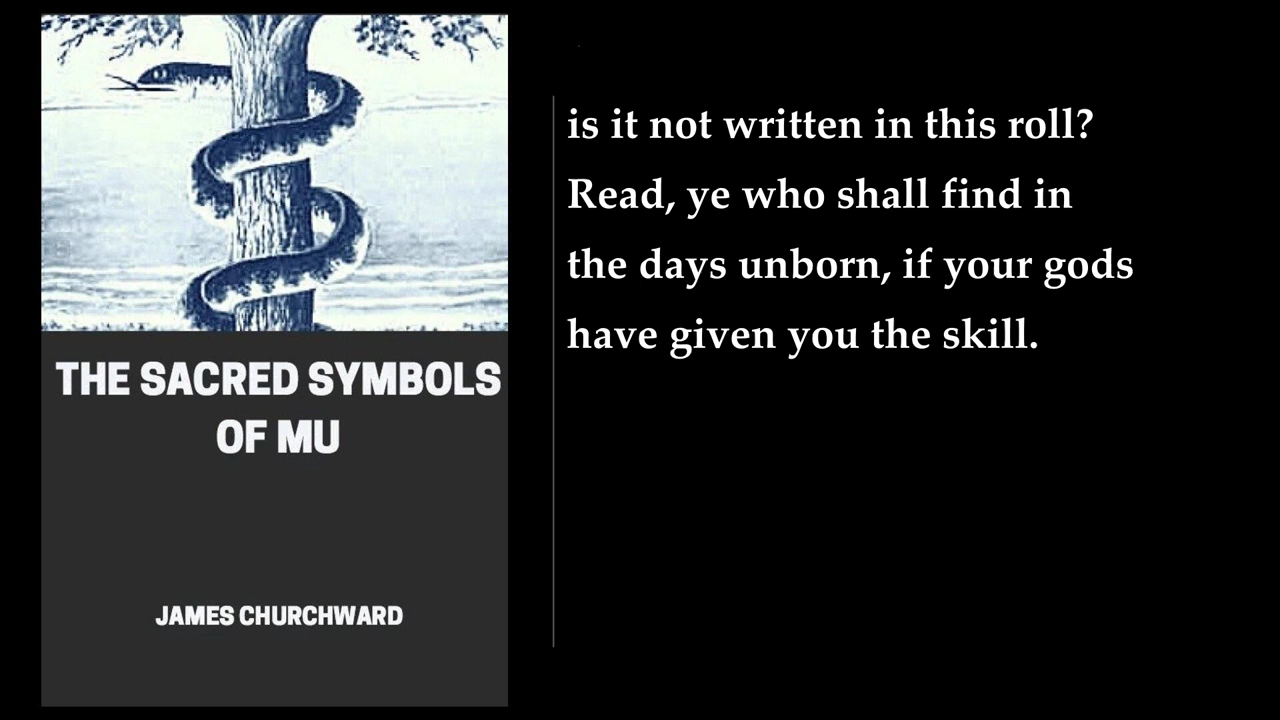 THE SACRED SYMBOLS
OF MU
JAMES CHURCHWARD
is it not written in this roll?
Read, ye who shall find in
the days unborn, if your gods
have given you the skill.